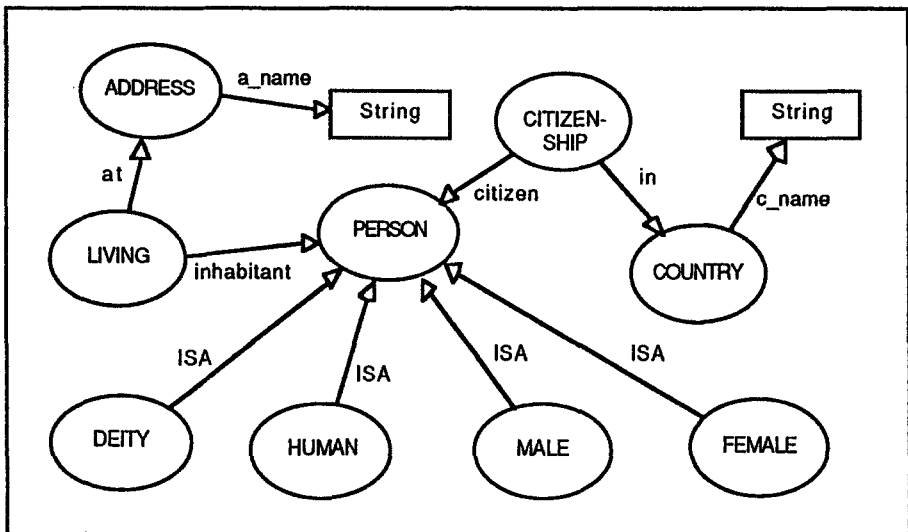 ADDRESS
a_name
String
CITIZEN-
SHIP
String
at
citizen
in
c_name
LIVING
inhabitant
PERSON
COUNTRY
ISA
ISA
ISA
ISA
DEITY
HUMAN
MALE
FEMALE